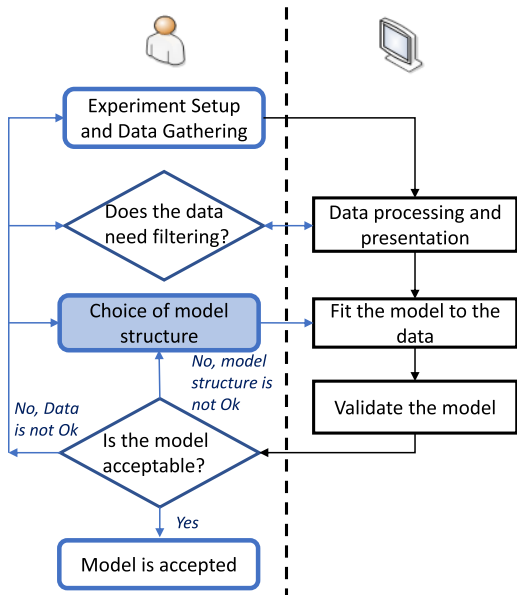 Experiment Setup
and Data Gathering
Does the data
need filtering?
Data processing and
presentation
Choice of model
structure
Fit the model to the
data
No, model
structure is
not Ok
No, Data
is not Ok
Validate the model
Is the model
acceptable?
Yes
Model is accepted